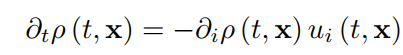 ∂ₜρ (t, 𝐱) = −∂ᵢρ (t, 𝐱) uᵢ (t, 𝐱)